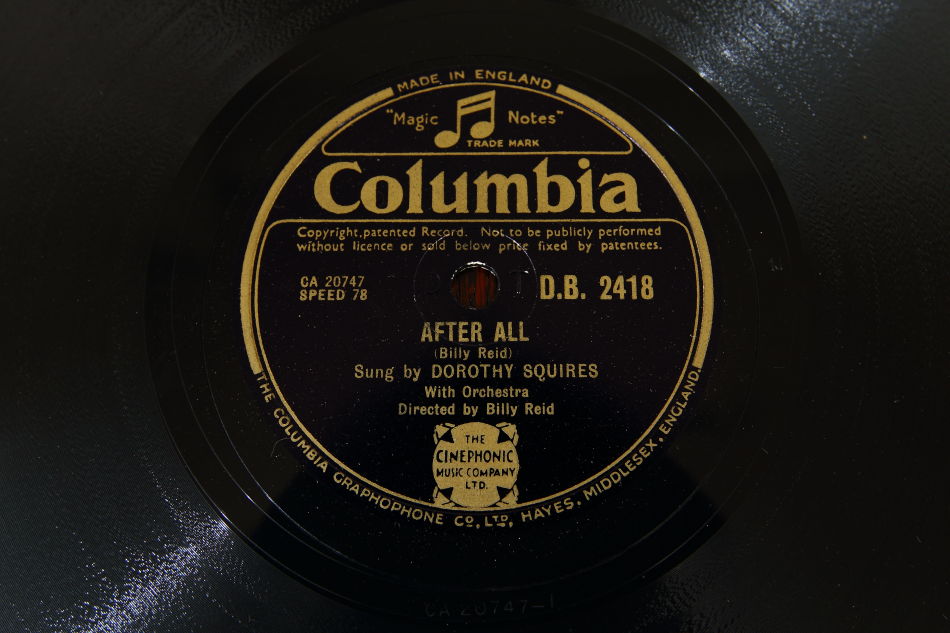 MADE IN ENGLAND
"Magic Notes"
TRADE MARK
Columbia
Copyright,patented Record. Not to be publicly performed
without licence or sold below price fixed by patentees.
CA 20747
SPEED 78
D.B. 2418
AFTER ALL
(Billy Reid)
Sung by DOROTHY SQUIRES
With Orchestra
Directed by Billy Reid
THE
CINEPHONIC
MUSIC COMPANY
LTD.
THE COLUMBIA GRAPHOPHONE CO., LTD. HAYES, MIDDLESEX, ENGLAND.
CA 20747-1